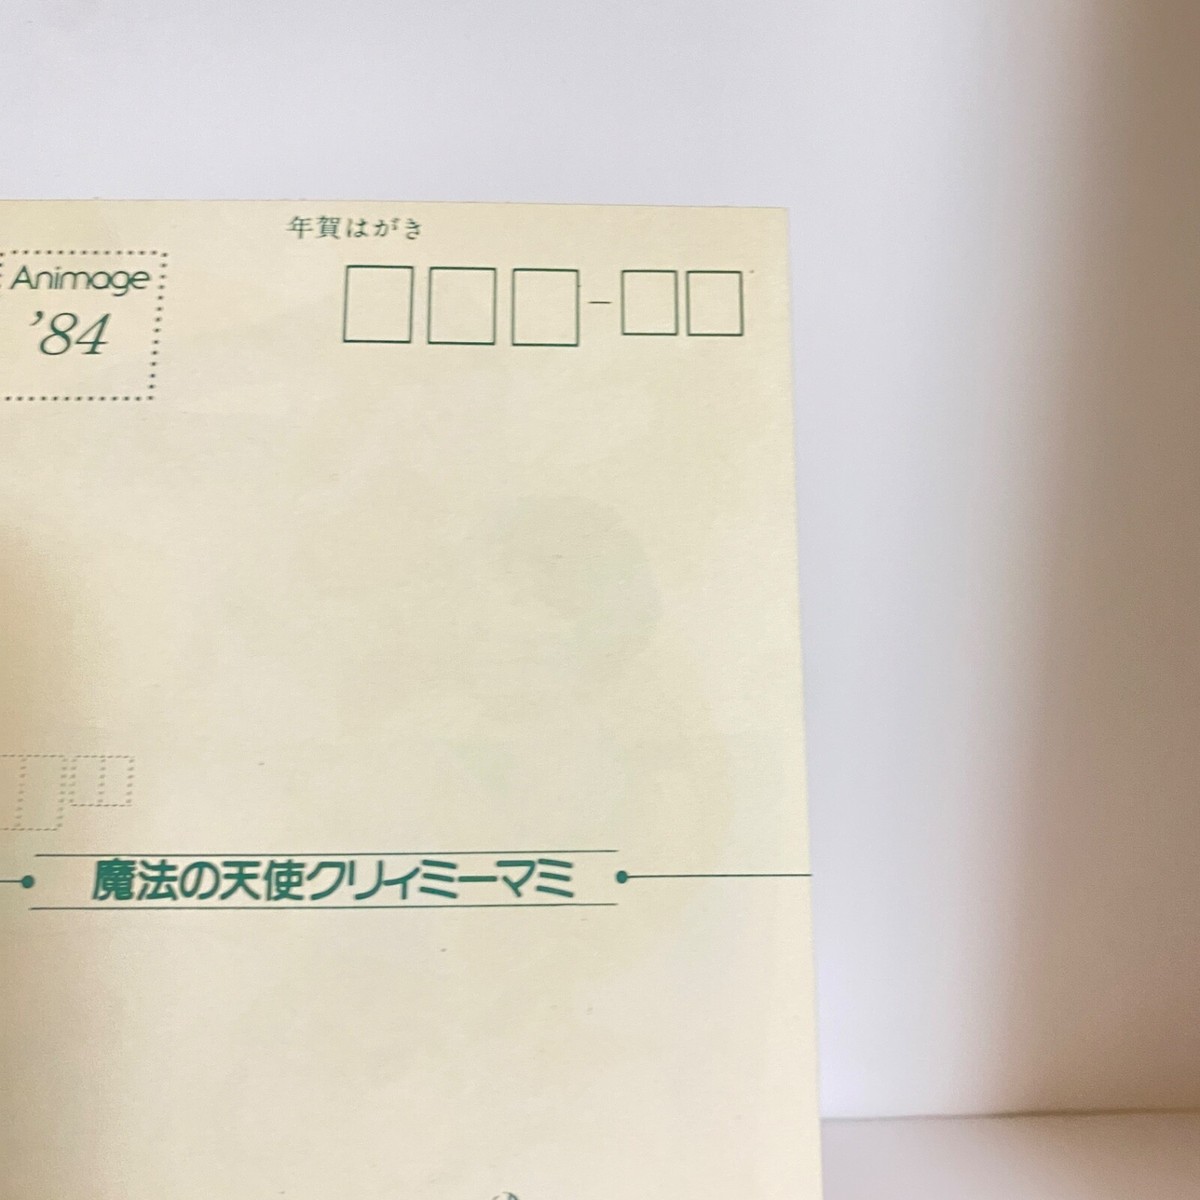 年賀はがき
Animage
'84
魔法の天使クリィミーマミ